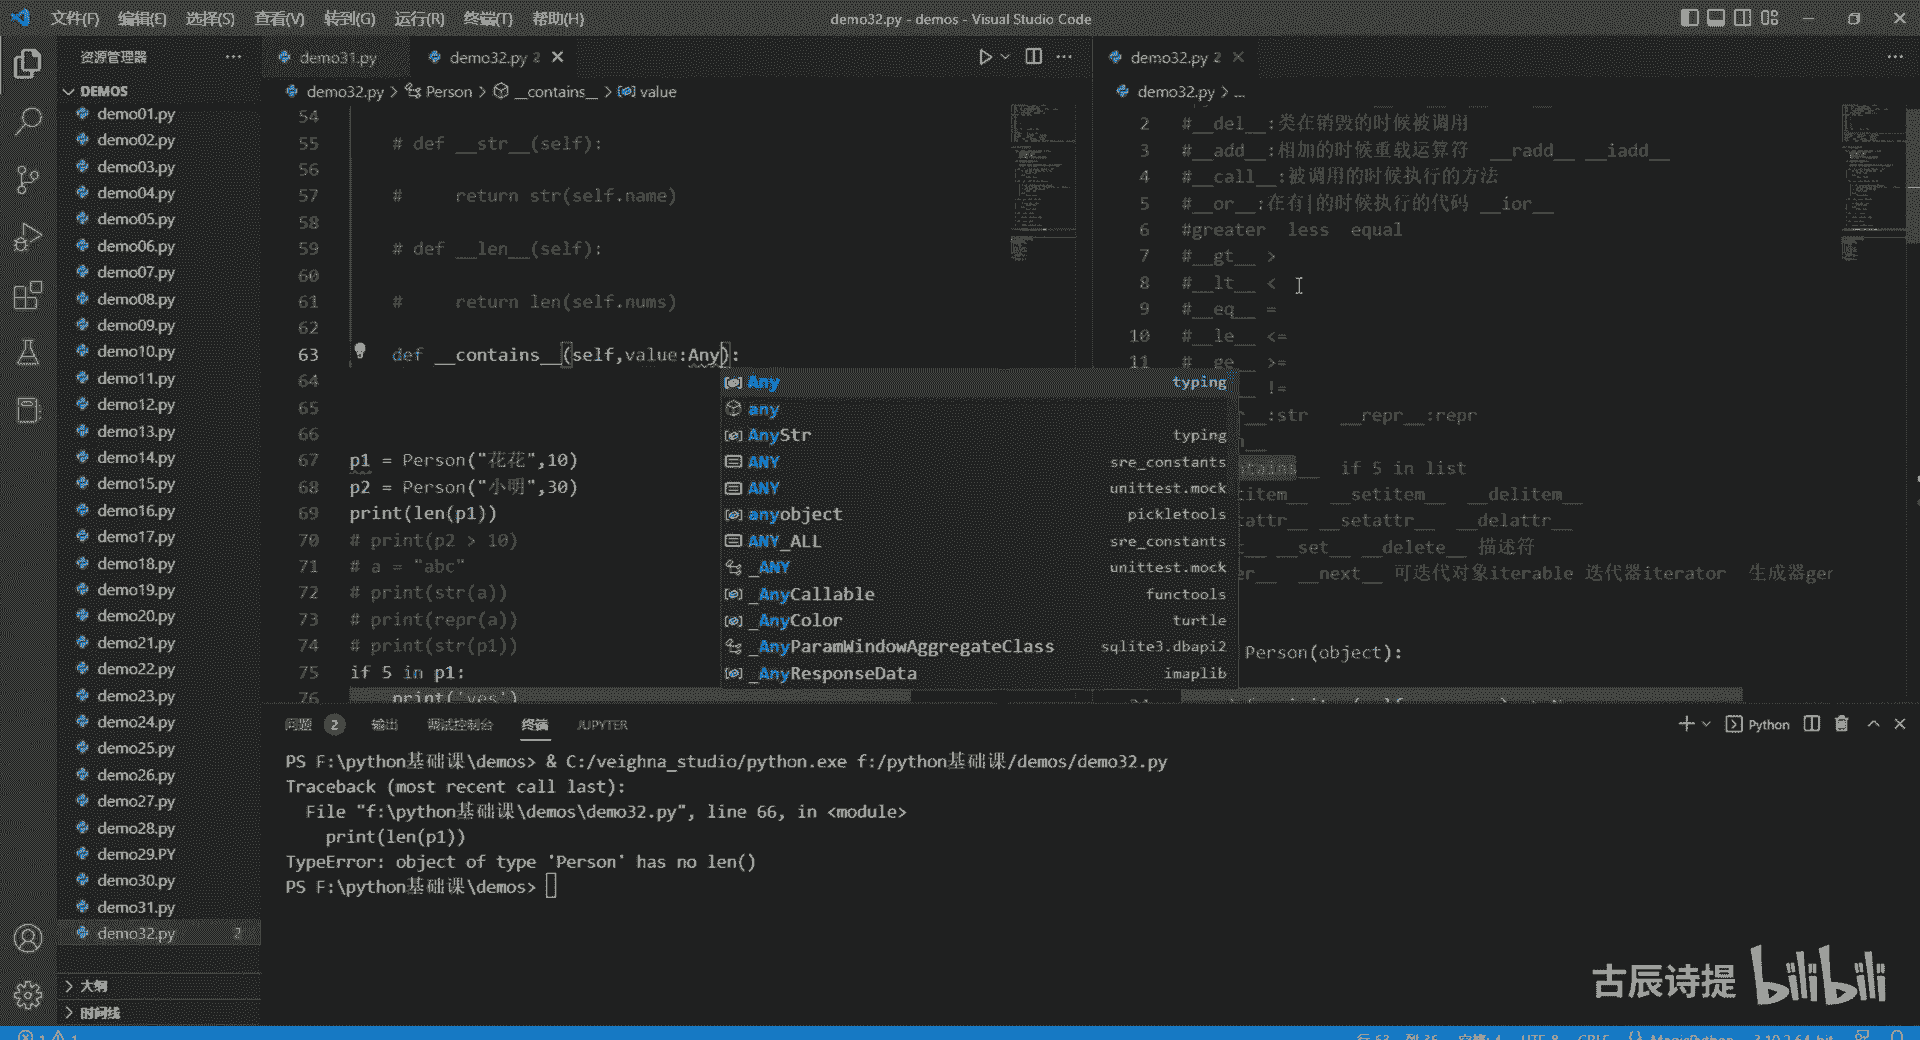 文件(F) 编辑(E) 选择(S) 查看(V) 转到(G) 运行(R) 终端(T) 帮助(H)
demo32.py - demos - Visual Studio Code
资源管理器
DEMOS
demo01.py
demo02.py
demo03.py
demo04.py
demo05.py
demo06.py
demo07.py
demo08.py
demo09.py
demo10.py
demo11.py
demo12.py
demo13.py
demo14.py
demo15.py
demo16.py
demo17.py
demo18.py
demo19.py
demo20.py
demo21.py
demo22.py
demo23.py
demo24.py
demo25.py
demo26.py
demo27.py
demo28.py
demo29.PY
demo30.py
demo31.py
demo32.py 2
大纲
时间线
demo31.py
demo32.py 2
demo32.py > Person > __contains__ > value
54
55 # def __str__(self):
56
57 #     return str(self.name)
58
59 # def __len__(self):
60
61 #     return len(self.nums)
62
63 def __contains__(self,value:Any):
64
65
66
67 p1 = Person("花花",10)
68 p2 = Person("小明",30)
69 print(len(p1))
70 # print(p2 > 10)
71 # a = "abc"
72 # print(str(a))
73 # print(repr(a))
74 # print(str(p1))
75 if 5 in p1:
76 print('yes')
Any typing
any
AnyStr typing
ANY sre_constants
ANY unittest.mock
anyobject pickletools
ANY_ALL sre_constants
_ANY unittest.mock
_AnyCallable functools
_AnyColor turtle
_AnyParamWindowAggregateClass sqlite3.dbapi2
_AnyResponseData imaplib
demo32.py 2
demo32.py > ...
2 #__del__:类在销毁的时候被调用
3 #__add__:相加的时候重载运算符  __radd__ __iadd__
4 #__call__:被调用的时候执行的方法
5 #__or__:在有|的时候执行的代码 __ior__
6 #greater  less  equal
7 #__gt__ >
8 #__lt__ <
9 #__eq__ =
10 #__le__ <=
11 #__ge__ >=
__ !=
__:str   __repr__:repr
__
tains__  if 5 in list
item__  __setitem__  __delitem__
attr__ __setattr__  __delattr__
__ __set__ __delete__ 描述符
er__  __next__ 可迭代对象iterable 迭代器iterator  生成器ger
Person(object):
问题 2 输出 调试控制台 终端 JUPYTER
Python
PS F:\python基础课\demos> & C:/veighna_studio/python.exe f:/python基础课/demos/demo32.py
Traceback (most recent call last):
File "f:\python基础课\demos\demo32.py", line 66, in <module>
print(len(p1))
TypeError: object of type 'Person' has no len()
PS F:\python基础课\demos>
古辰诗提 bilibili